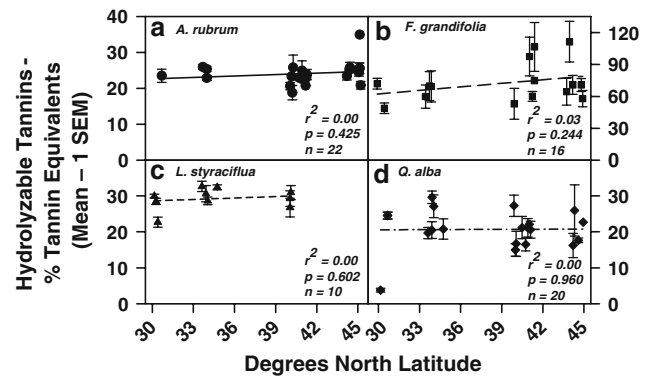 Hydrolyzable Tannins -
% Tannin Equivalents
(Mean – 1 SEM)
40
30
20
10
0
a A. rubrum
r2 = 0.00
p = 0.425
n = 22
b F. grandifolia
r2 = 0.03
p = 0.244
n = 16
120
90
60
30
0
30
20
10
0
c L. styraciflua
r2 = 0.00
p = 0.602
n = 10
d Q. alba
r2 = 0.00
p = 0.960
n = 20
30
20
10
0
30 33 36 39 42 45 30 33 36 39 42 45
Degrees North Latitude